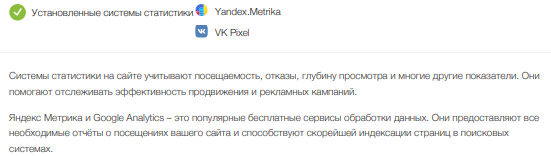 Установленные системы статистики Yandex.Metrika
VK Pixel
Системы статистики на сайте учитывают посещаемость, отказы, глубину просмотра и многие другие показатели. Они
помогают отслеживать эффективность продвижения и рекламных кампаний.
Яндекс Метрика и Google Analytics – это популярные бесплатные сервисы обработки данных. Они предоставляют все
необходимые отчёты о посещениях вашего сайта и способствуют скорейшей индексации страниц в поисковых
системах.